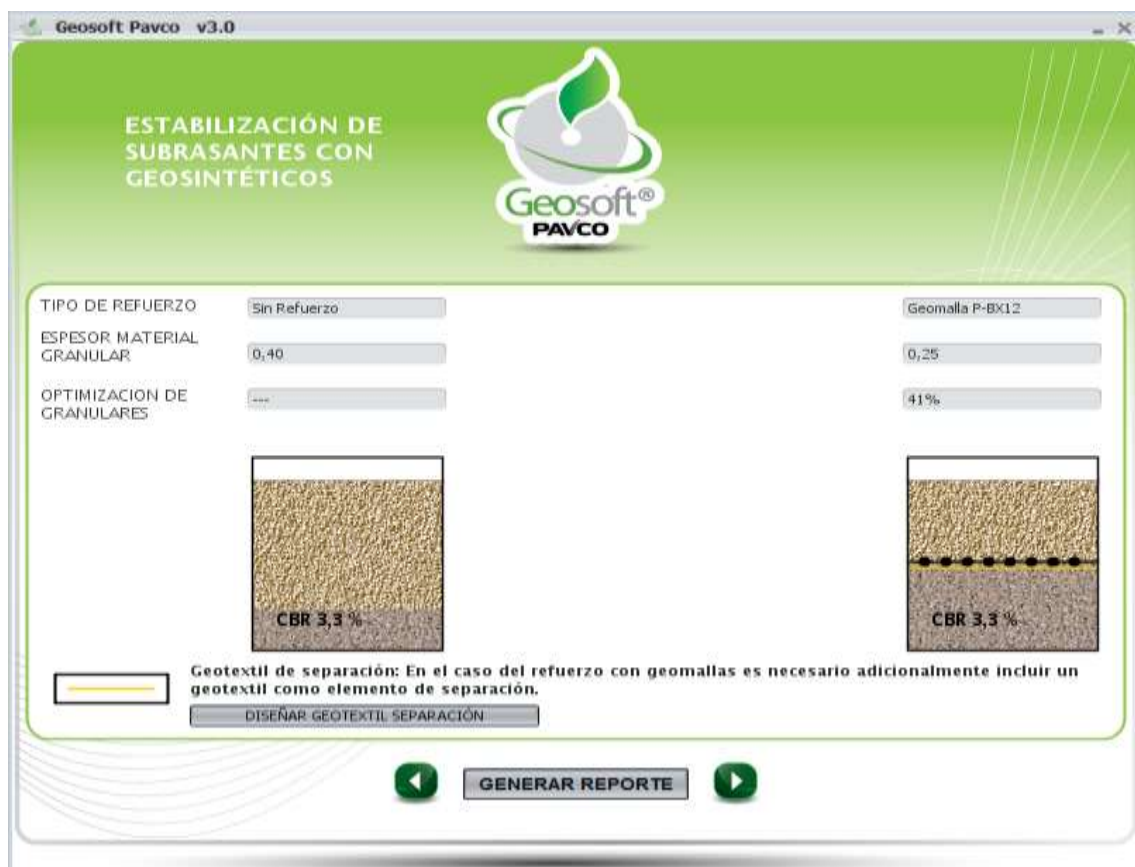 Geosoft Pavco v3.0
ESTABILIZACIÓN DE
SUBRASANTES CON
GEOSINTÉTICOS
Geosoft®
PAVCO
TIPO DE REFUERZO
Sin Refuerzo
Geomalla P-BX12
ESPESOR MATERIAL
GRANULAR
0,40
0,25
OPTIMIZACION DE
GRANULARES
---
41%
CBR 3,3 %
CBR 3,3 %
Geotextil de separación: En el caso del refuerzo con geomallas es necesario adicionalmente incluir un
geotextil como elemento de separación.
DISEÑAR GEOTEXTIL SEPARACIÓN
GENERAR REPORTE